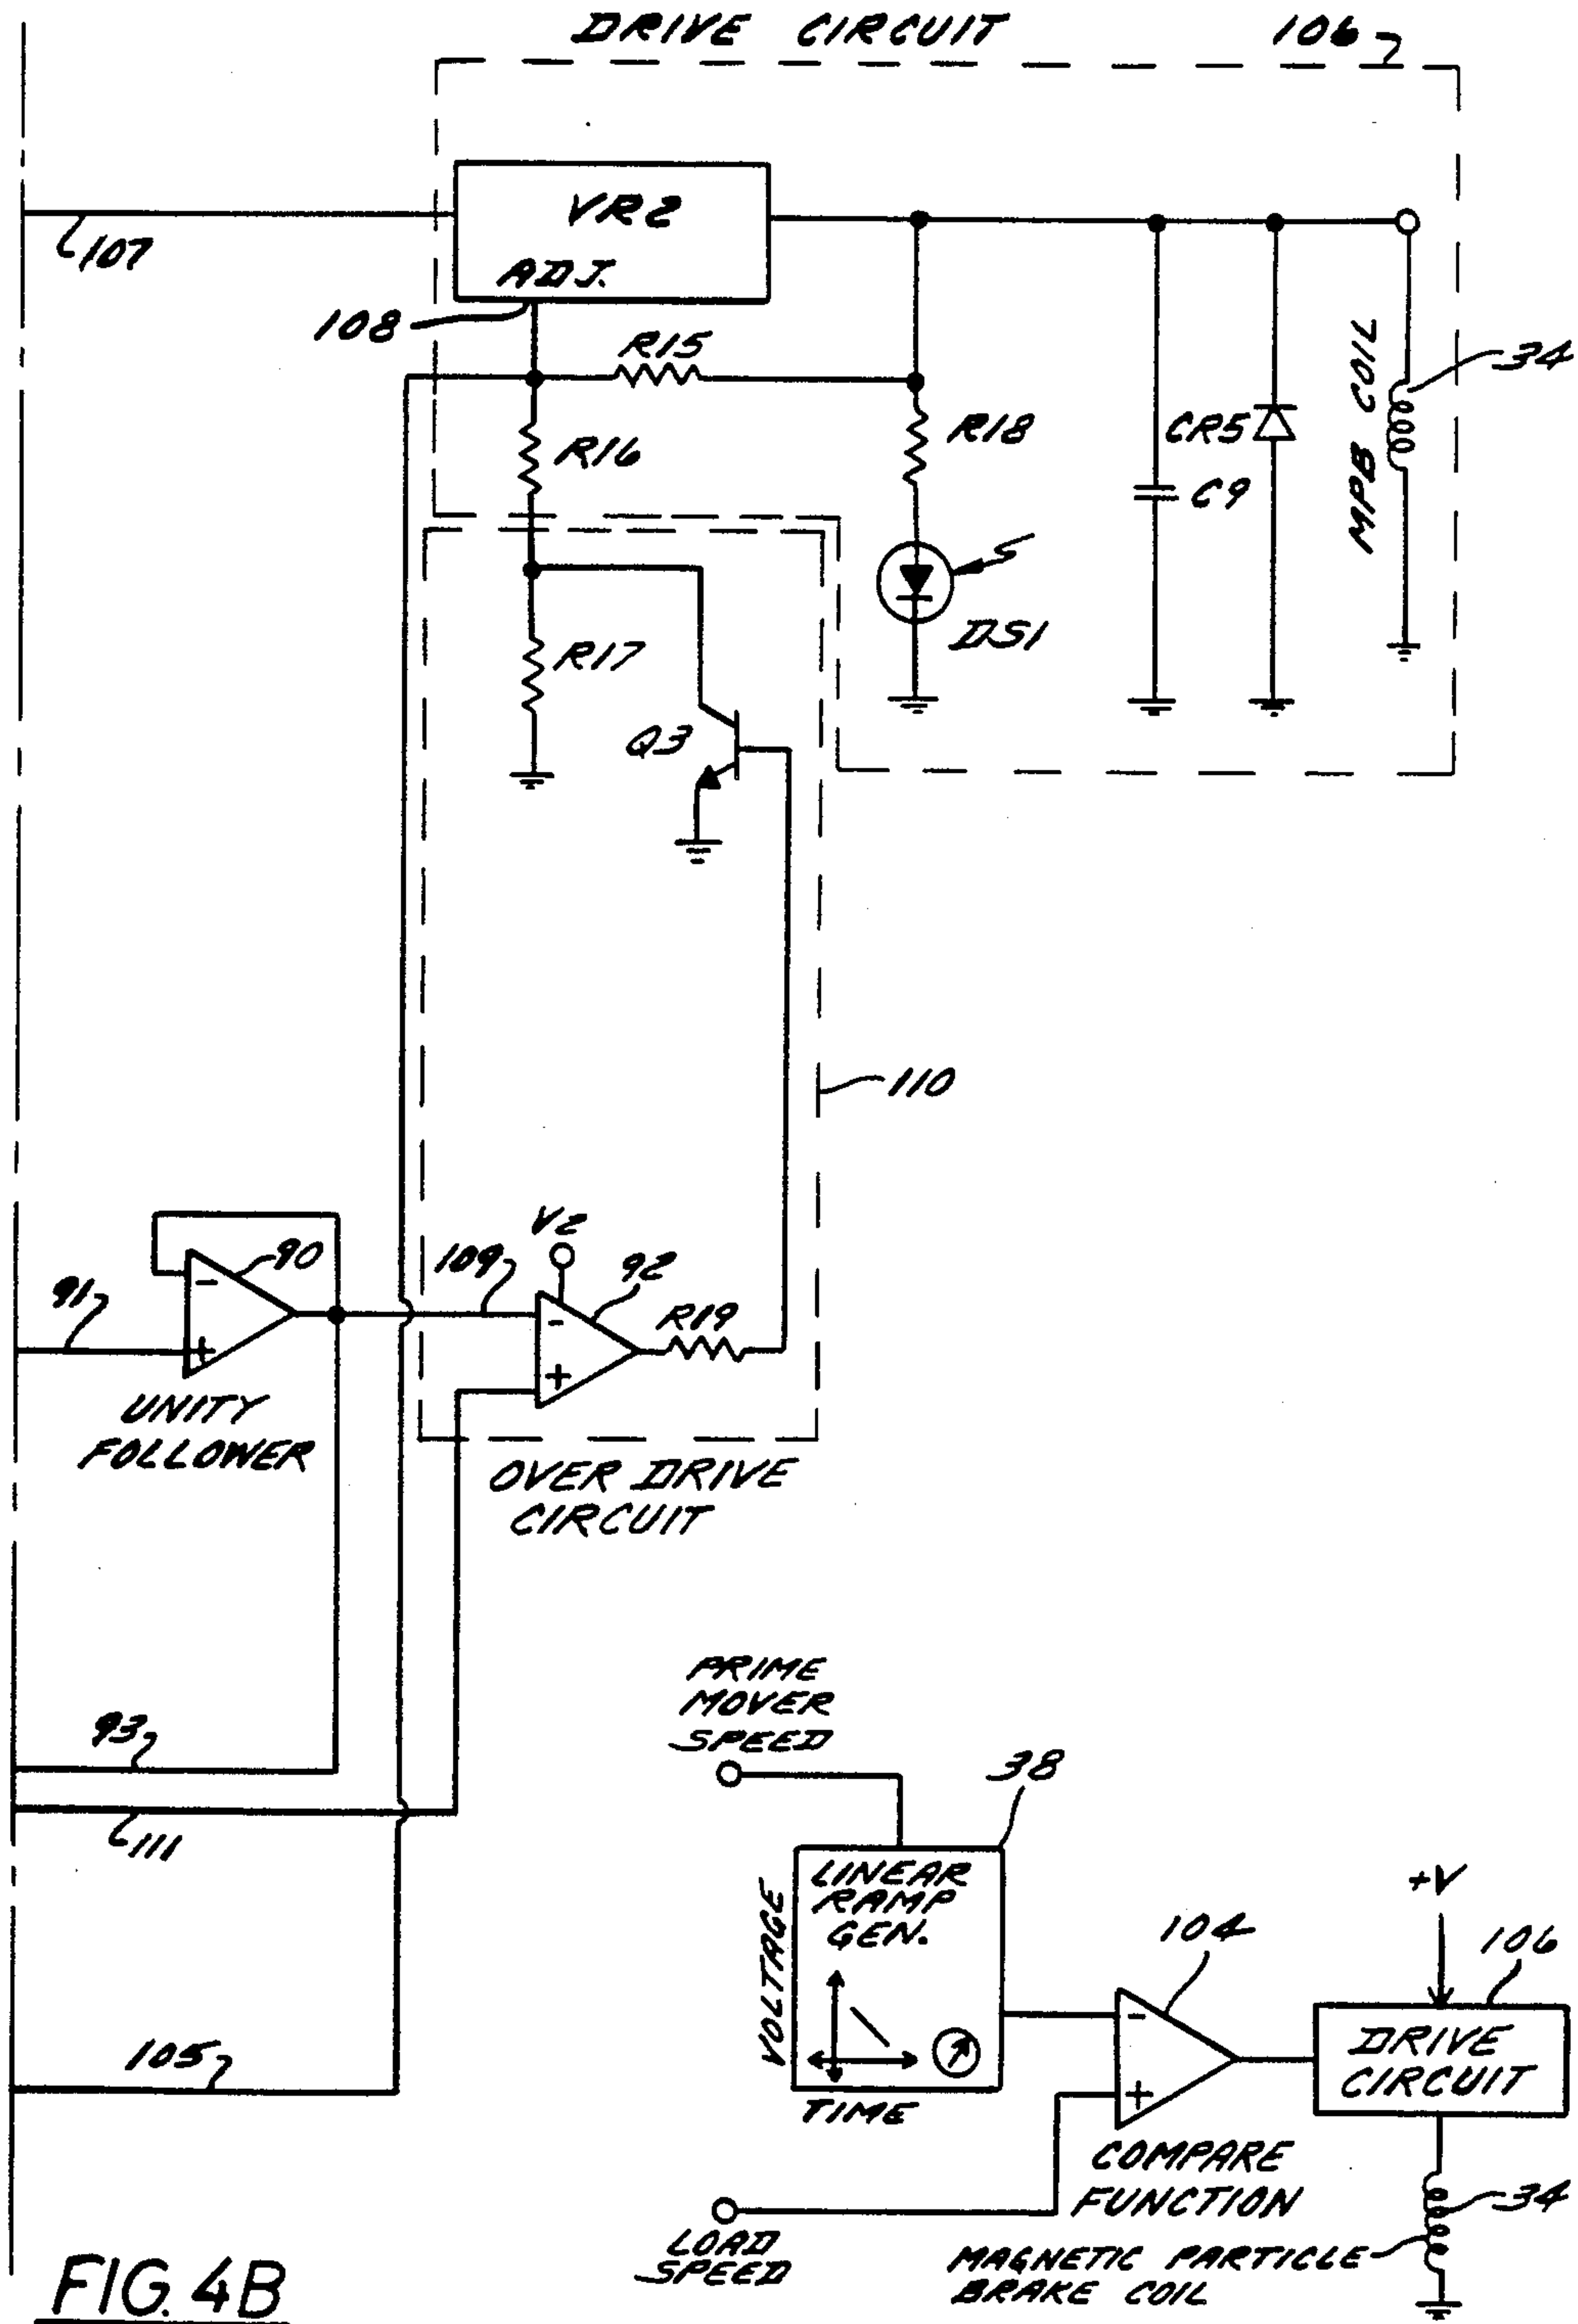 DRIVE CIRCUIT
106
VR2
ADJ.
107
108
R15
R16
R18
CR5
C9
MPB COIL
34
DS1
R17
Q3
110
V2
90
109
92
R19
91
-
+
-
+
UNITY
FOLLOWER
OVER DRIVE
CIRCUIT
93
111
105
PRIME
MOVER
SPEED
38
LINEAR
RAMP
GEN.
VOLTAGE
TIME
104
-
+
+V
106
DRIVE
CIRCUIT
COMPARE
FUNCTION
34
LOAD
SPEED
MAGNETIC PARTICLE
BRAKE COIL
FIG. 4B